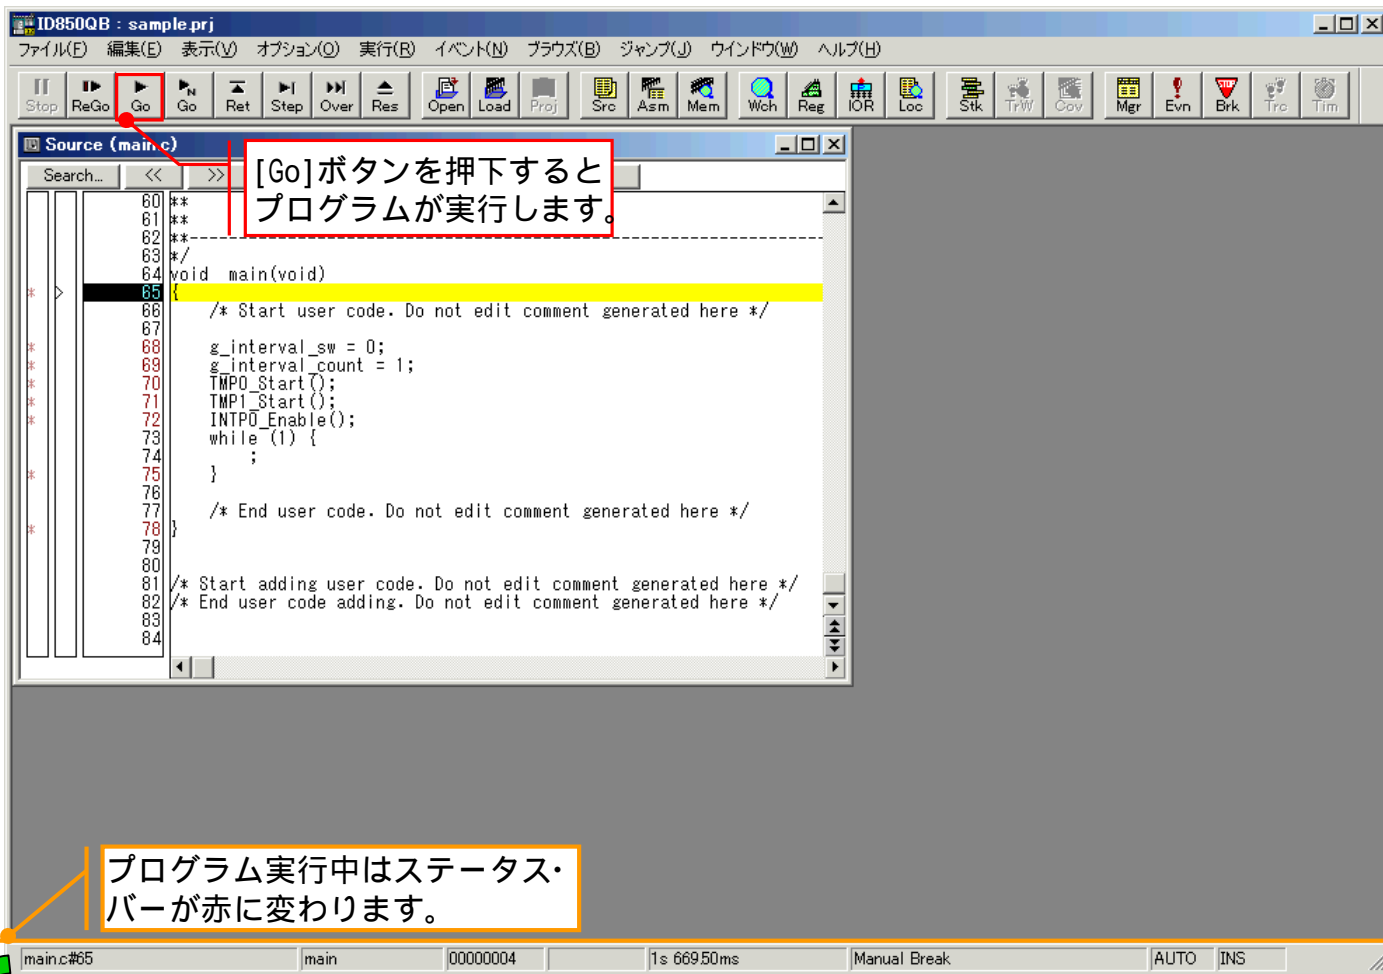 ID850QB : sample.prj
ファイル(F) 編集(E) 表示(V) オプション(O) 実行(R) イベント(N) ブラウズ(B) ジャンプ(J) ウインドウ(W) ヘルプ(H)
Stop ReGo Go Go Ret Step Over Res Open Load Proj Src Asm Mem Wch Reg IOR Loc Stk TrW Cov Mgr Evn Brk Trc Tim
Source (main.c)
Search... << >>
[Go]ボタンを押下すると
プログラムが実行します。
60 **
61 **
62 **--------------------------------------------------------------------
63 */
64 void main(void)
* > 65 {
66 /* Start user code. Do not edit comment generated here */
67
* 68 g_interval_sw = 0;
* 69 g_interval_count = 1;
* 70 TMP0_Start();
* 71 TMP1_Start();
* 72 INTP0_Enable();
73 while (1) {
74 ;
* 75 }
76
77 /* End user code. Do not edit comment generated here */
* 78 }
79
80
81 /* Start adding user code. Do not edit comment generated here */
82 /* End user code adding. Do not edit comment generated here */
83
84
プログラム実行中はステータス・
バーが赤に変わります。
main.c#65 main 00000004 1s 669.50ms Manual Break AUTO INS